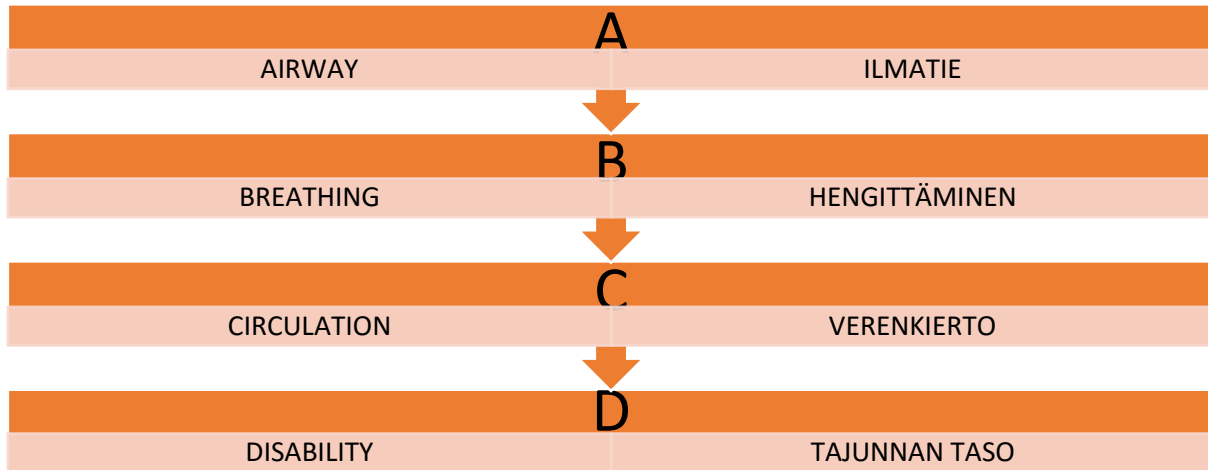 A
AIRWAY ILMATIE
B
BREATHING HENGITTÄMINEN
C
CIRCULATION VERENKIERTO
D
DISABILITY TAJUNNAN TASO